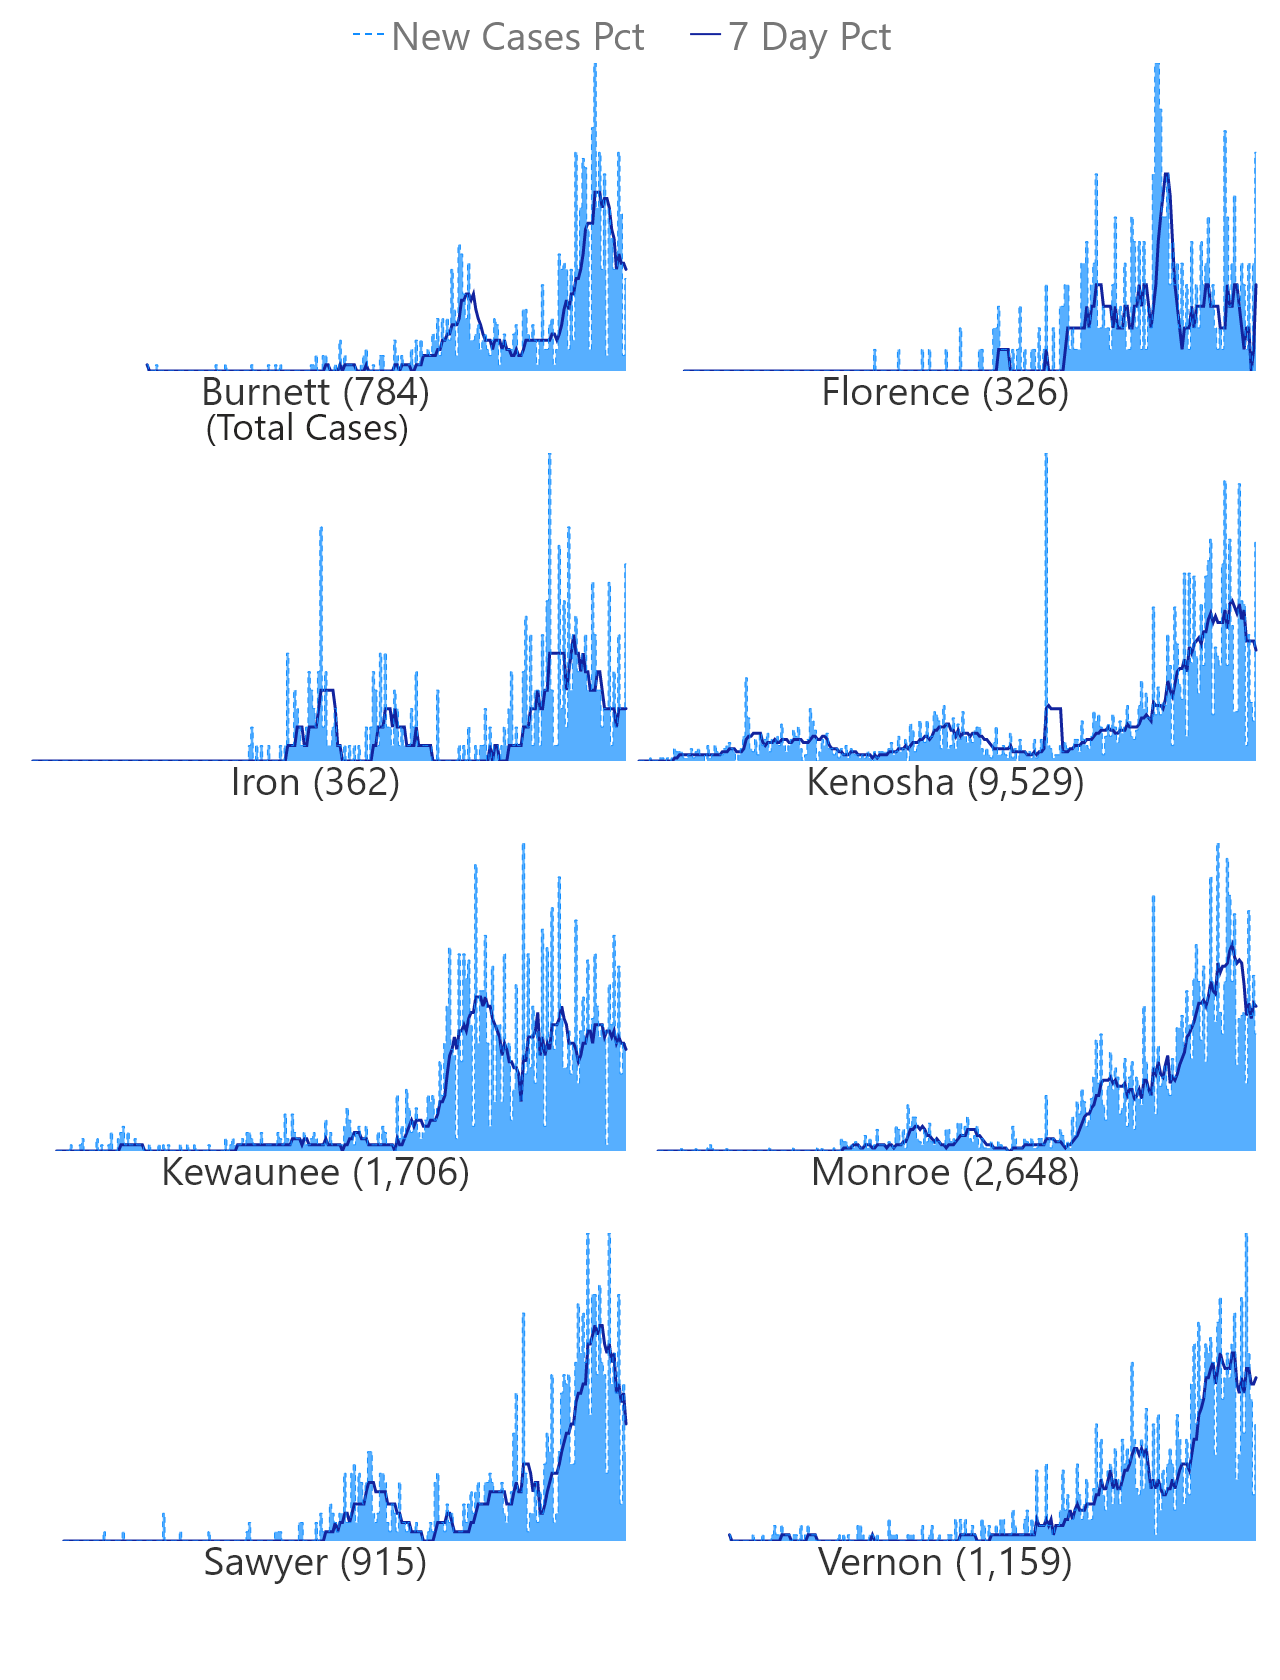 New Cases Pct 7 Day Pct
Burnett (784)
(Total Cases)
Florence (326)
Iron (362)
Kenosha (9,529)
Kewaunee (1,706)
Monroe (2,648)
Sawyer (915)
Vernon (1,159)